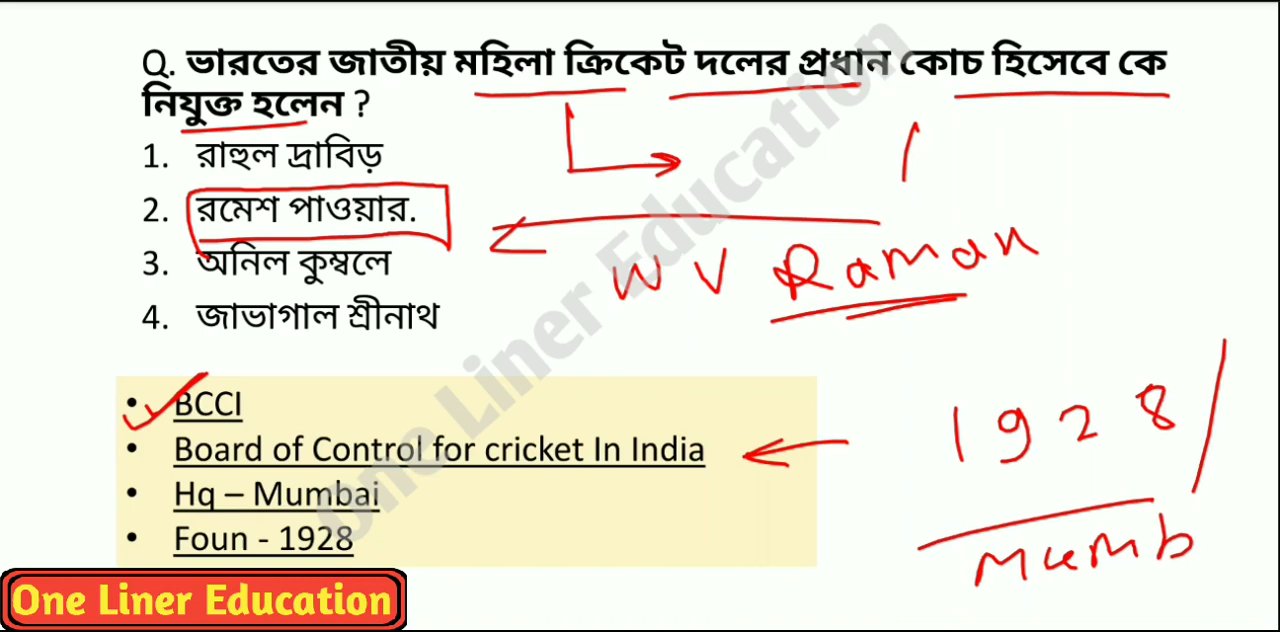 Q. ভারতের জাতীয় মহিলা ক্রিকেট দলের প্রধান কোচ হিসেবে কে
নিযুক্ত হলেন ?
1. রাহুল দ্রাবিড়
2. রমেশ পাওয়ার.
3. অনিল কুম্বলে
4. জাভাগাল শ্রীনাথ
W V Raman
• BCCI
• Board of Control for cricket In India
• Hq – Mumbai
• Foun - 1928
1928
Mumb
One Liner Education
One Liner Education